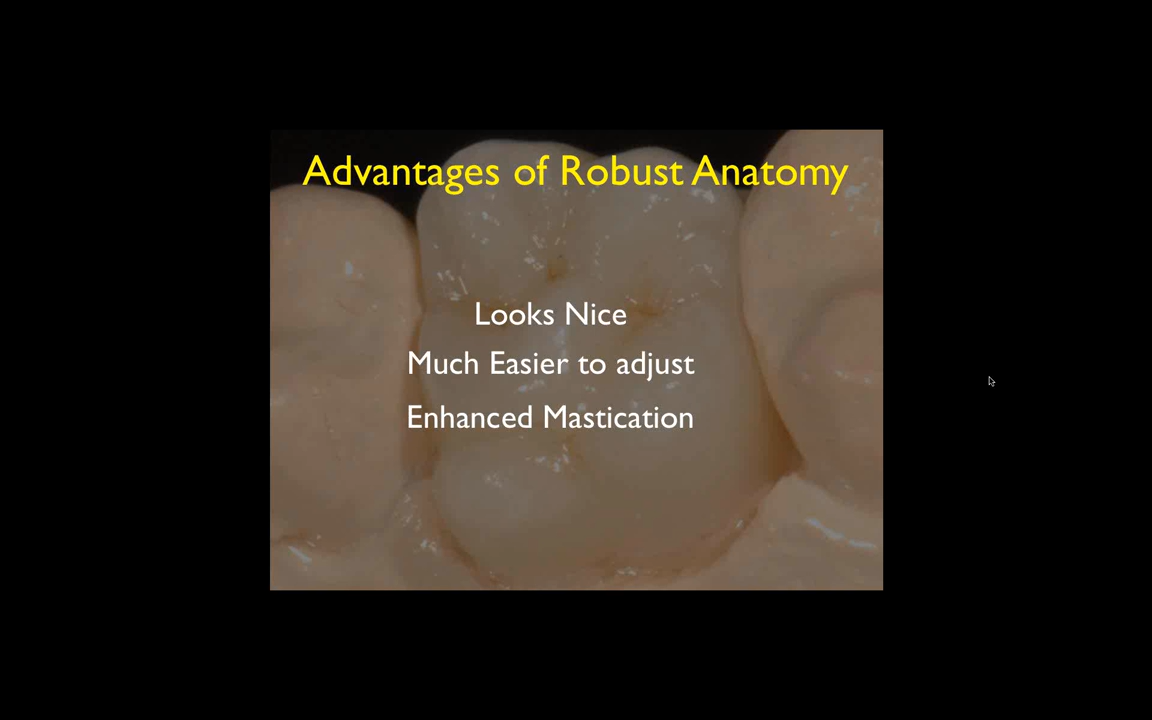 Advantages of Robust Anatomy
Looks Nice
Much Easier to adjust
Enhanced Mastication